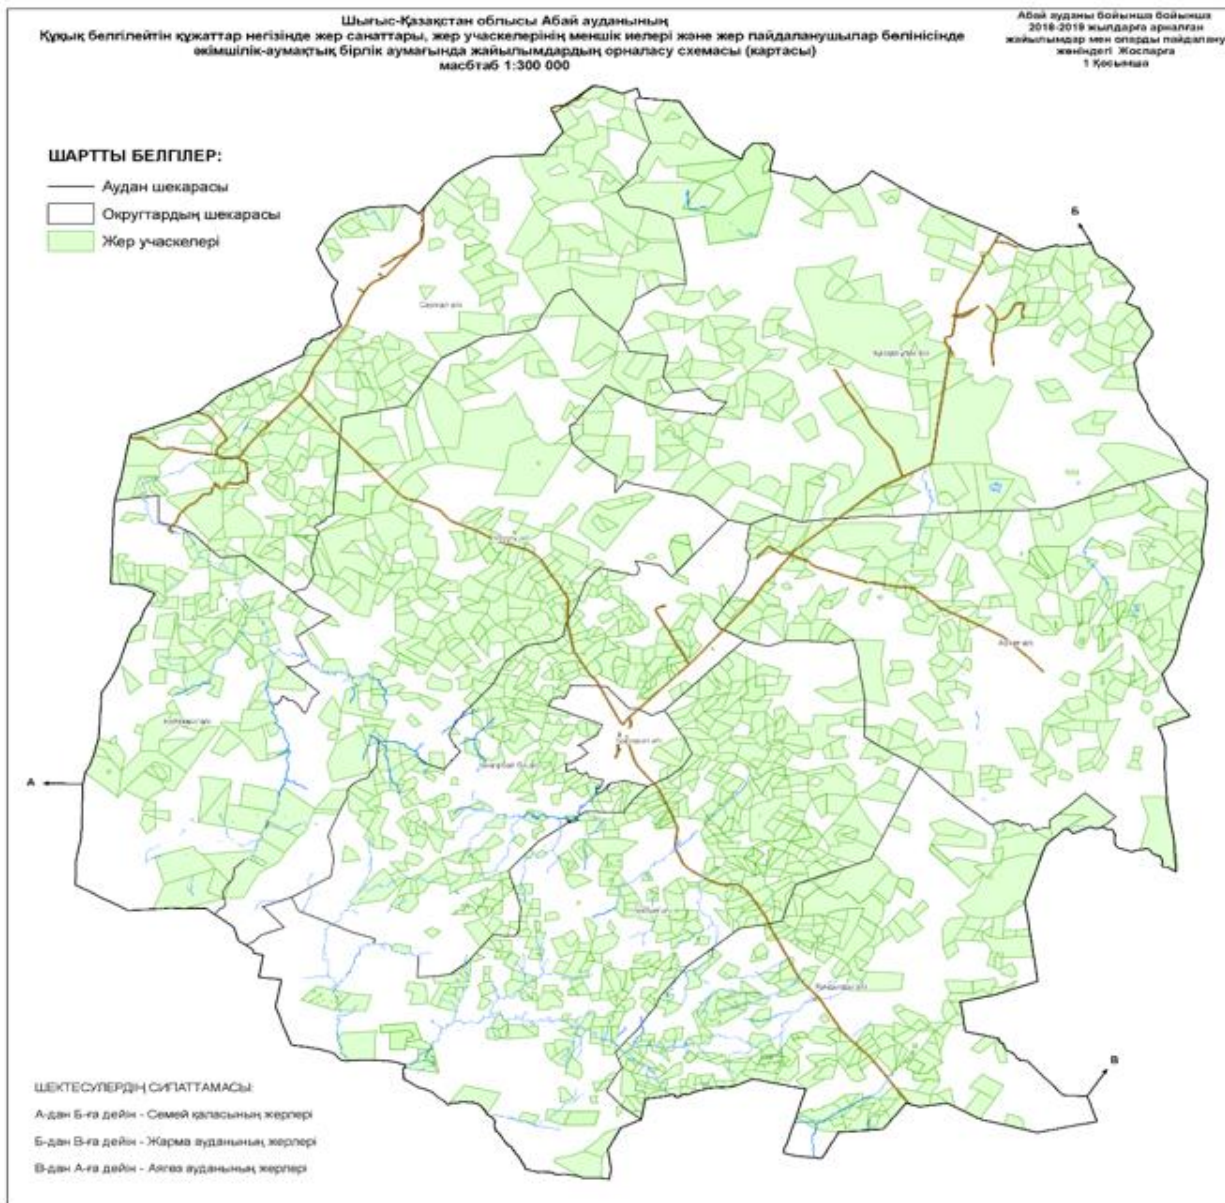 Шығыс-Қазақстан облысы Абай ауданының
Құқық белгілейтін құжаттар негізінде жер санаттары, жер учаскелерінің меншік иелері және жер пайдаланушылар бөлінісінде
әкімшілік-аумақтық бірлік аумағында жайылымдардың орналасу схемасы (картасы)
масбтаб 1:300 000
Абай ауданы бойынша бойынша
2018-2019 жылдарға арналған
жайылымдар мен оларды пайдалану
жөніндегі Жоспарға
1 Қосымша
ШАРТТЫ БЕЛГІЛЕР:
Аудан шекарасы
Округтардың шекарасы
Жер учаскелері
Б
А
В
ШЕКТЕСУЛЕРДІҢ СИПАТТАМАСЫ:
А-дан Б-ға дейін - Семей қаласының жерлері
Б-дан В-ға дейін - Жарма ауданының жерлері
В-дан А-ға дейін - Аягөз ауданының жерлері